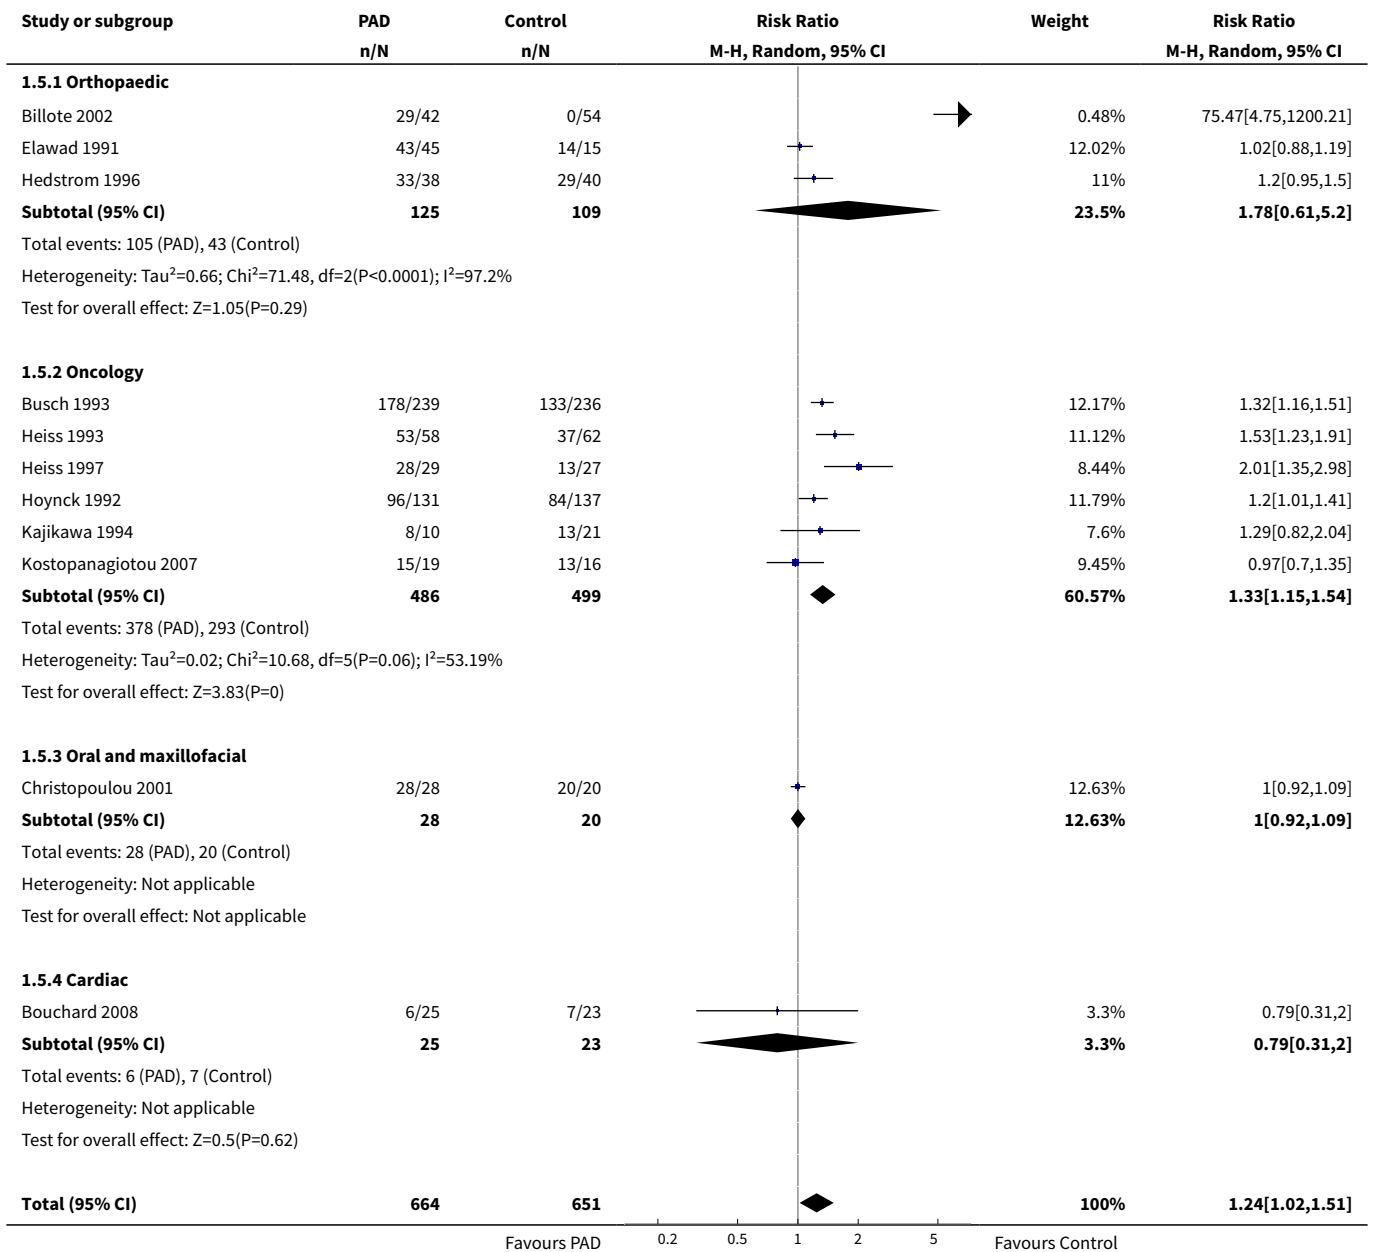 Study or subgroup PAD Control Risk Ratio Weight Risk Ratio
n/N n/N M-H, Random, 95% CI M-H, Random, 95% CI
1.5.1 Orthopaedic
Billote 2002 29/42 0/54 0.48% 75.47[4.75,1200.21]
Elawad 1991 43/45 14/15 12.02% 1.02[0.88,1.19]
Hedstrom 1996 33/38 29/40 11% 1.2[0.95,1.5]
Subtotal (95% CI) 125 109 23.5% 1.78[0.61,5.2]
Total events: 105 (PAD), 43 (Control)
Heterogeneity: Tau²=0.66; Chi²=71.48, df=2(P<0.0001); I²=97.2%
Test for overall effect: Z=1.05(P=0.29)
1.5.2 Oncology
Busch 1993 178/239 133/236 12.17% 1.32[1.16,1.51]
Heiss 1993 53/58 37/62 11.12% 1.53[1.23,1.91]
Heiss 1997 28/29 13/27 8.44% 2.01[1.35,2.98]
Hoynck 1992 96/131 84/137 11.79% 1.2[1.01,1.41]
Kajikawa 1994 8/10 13/21 7.6% 1.29[0.82,2.04]
Kostopanagiotou 2007 15/19 13/16 9.45% 0.97[0.7,1.35]
Subtotal (95% CI) 486 499 60.57% 1.33[1.15,1.54]
Total events: 378 (PAD), 293 (Control)
Heterogeneity: Tau²=0.02; Chi²=10.68, df=5(P=0.06); I²=53.19%
Test for overall effect: Z=3.83(P=0)
1.5.3 Oral and maxillofacial
Christopoulou 2001 28/28 20/20 12.63% 1[0.92,1.09]
Subtotal (95% CI) 28 20 12.63% 1[0.92,1.09]
Total events: 28 (PAD), 20 (Control)
Heterogeneity: Not applicable
Test for overall effect: Not applicable
1.5.4 Cardiac
Bouchard 2008 6/25 7/23 3.3% 0.79[0.31,2]
Subtotal (95% CI) 25 23 3.3% 0.79[0.31,2]
Total events: 6 (PAD), 7 (Control)
Heterogeneity: Not applicable
Test for overall effect: Z=0.5(P=0.62)
Total (95% CI) 664 651 100% 1.24[1.02,1.51]
Favours PAD 0.2 0.5 1 2 5 Favours Control